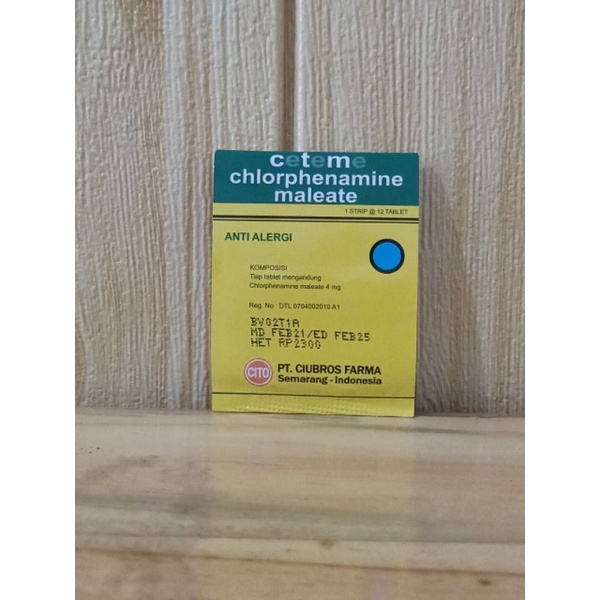 ceteme
chlorphenamine
maleate
1 STRIP @ 12 TABLET
ANTI ALERGI
KOMPOSISI
Tiap tablet mengandung :
Chlorphenamine maleate 4 mg
Reg. No : DTL 0704002010 A1
BV02T1A
MD FEB21/ED FEB25
HET RP2300
CITO
PT. CIUBROS FARMA
Semarang - Indonesia